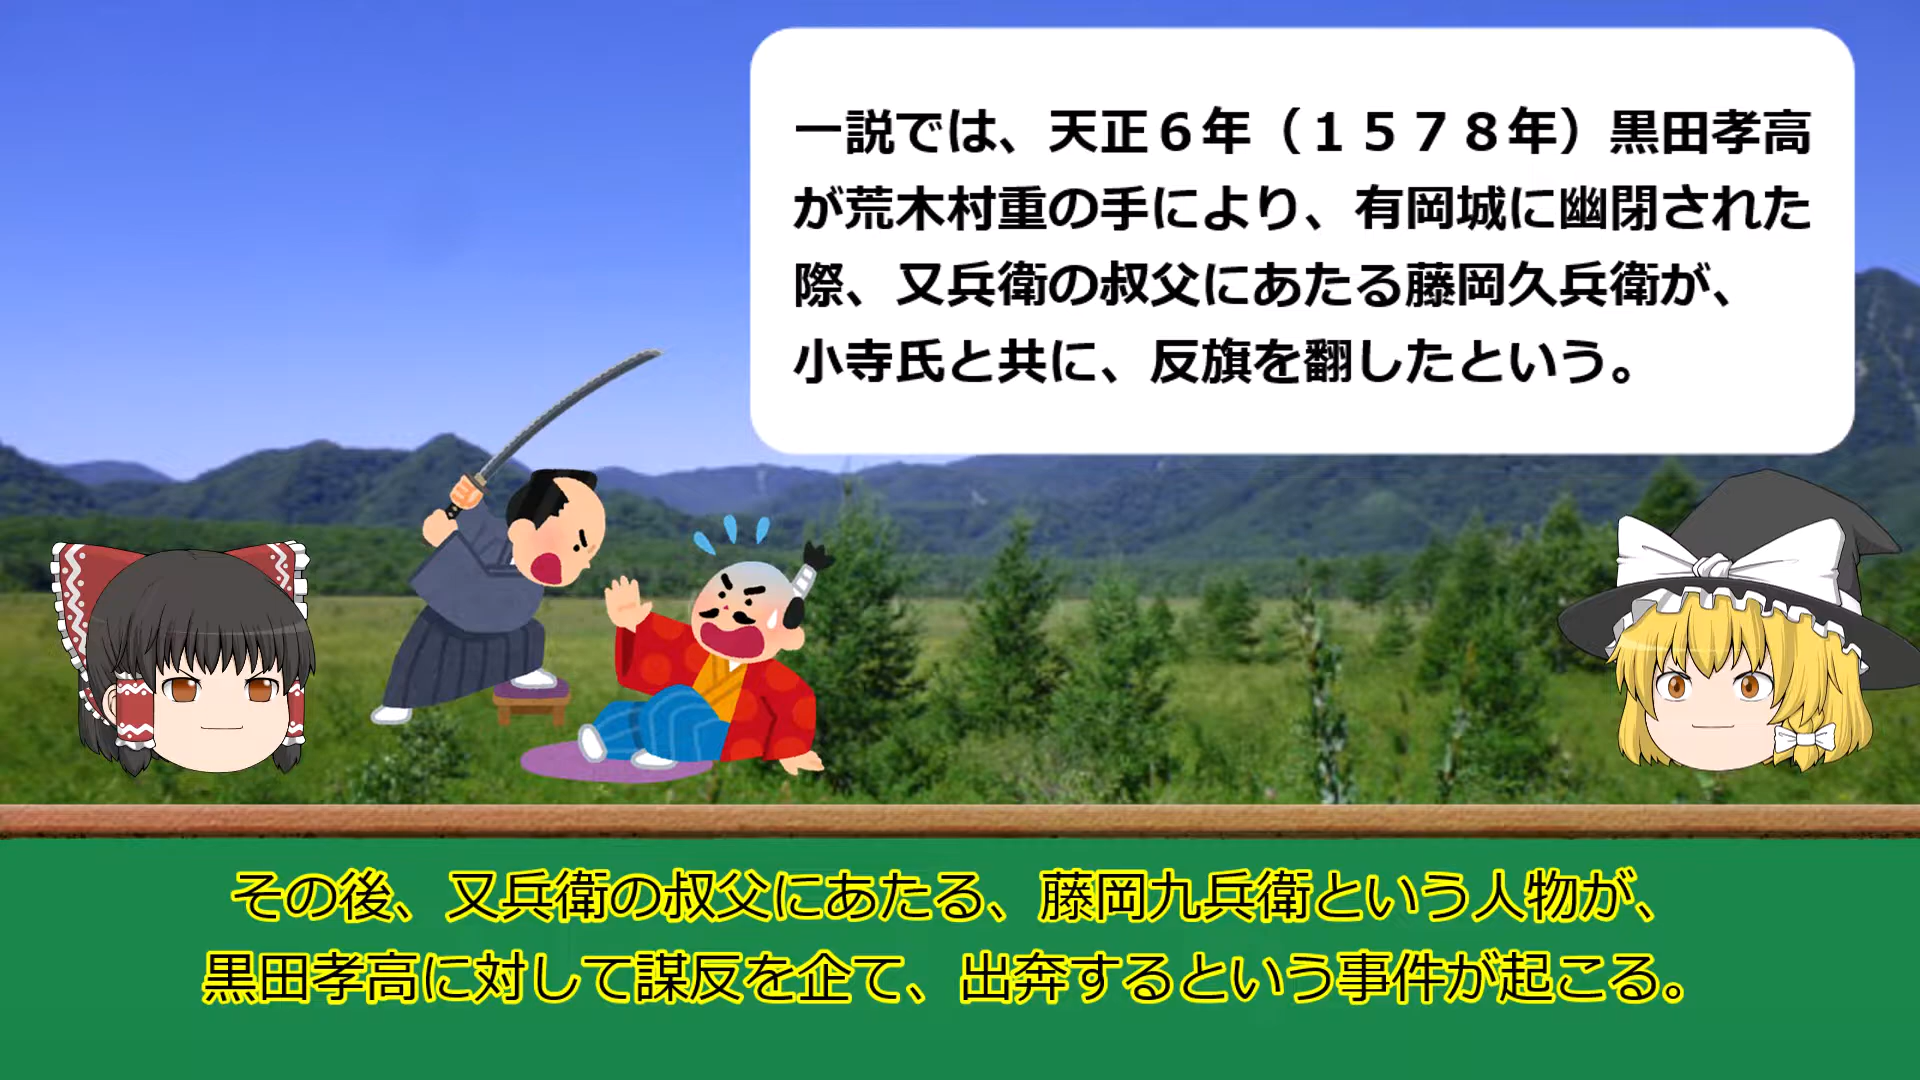 一説では、天正６年（１５７８年）黒田孝高
が荒木村重の手により、有岡城に幽閉された
際、又兵衛の叔父にあたる藤岡久兵衛が、
小寺氏と共に、反旗を翻したという。
その後、又兵衛の叔父にあたる、藤岡九兵衛という人物が、
黒田孝高に対して謀反を企て、出奔するという事件が起こる。